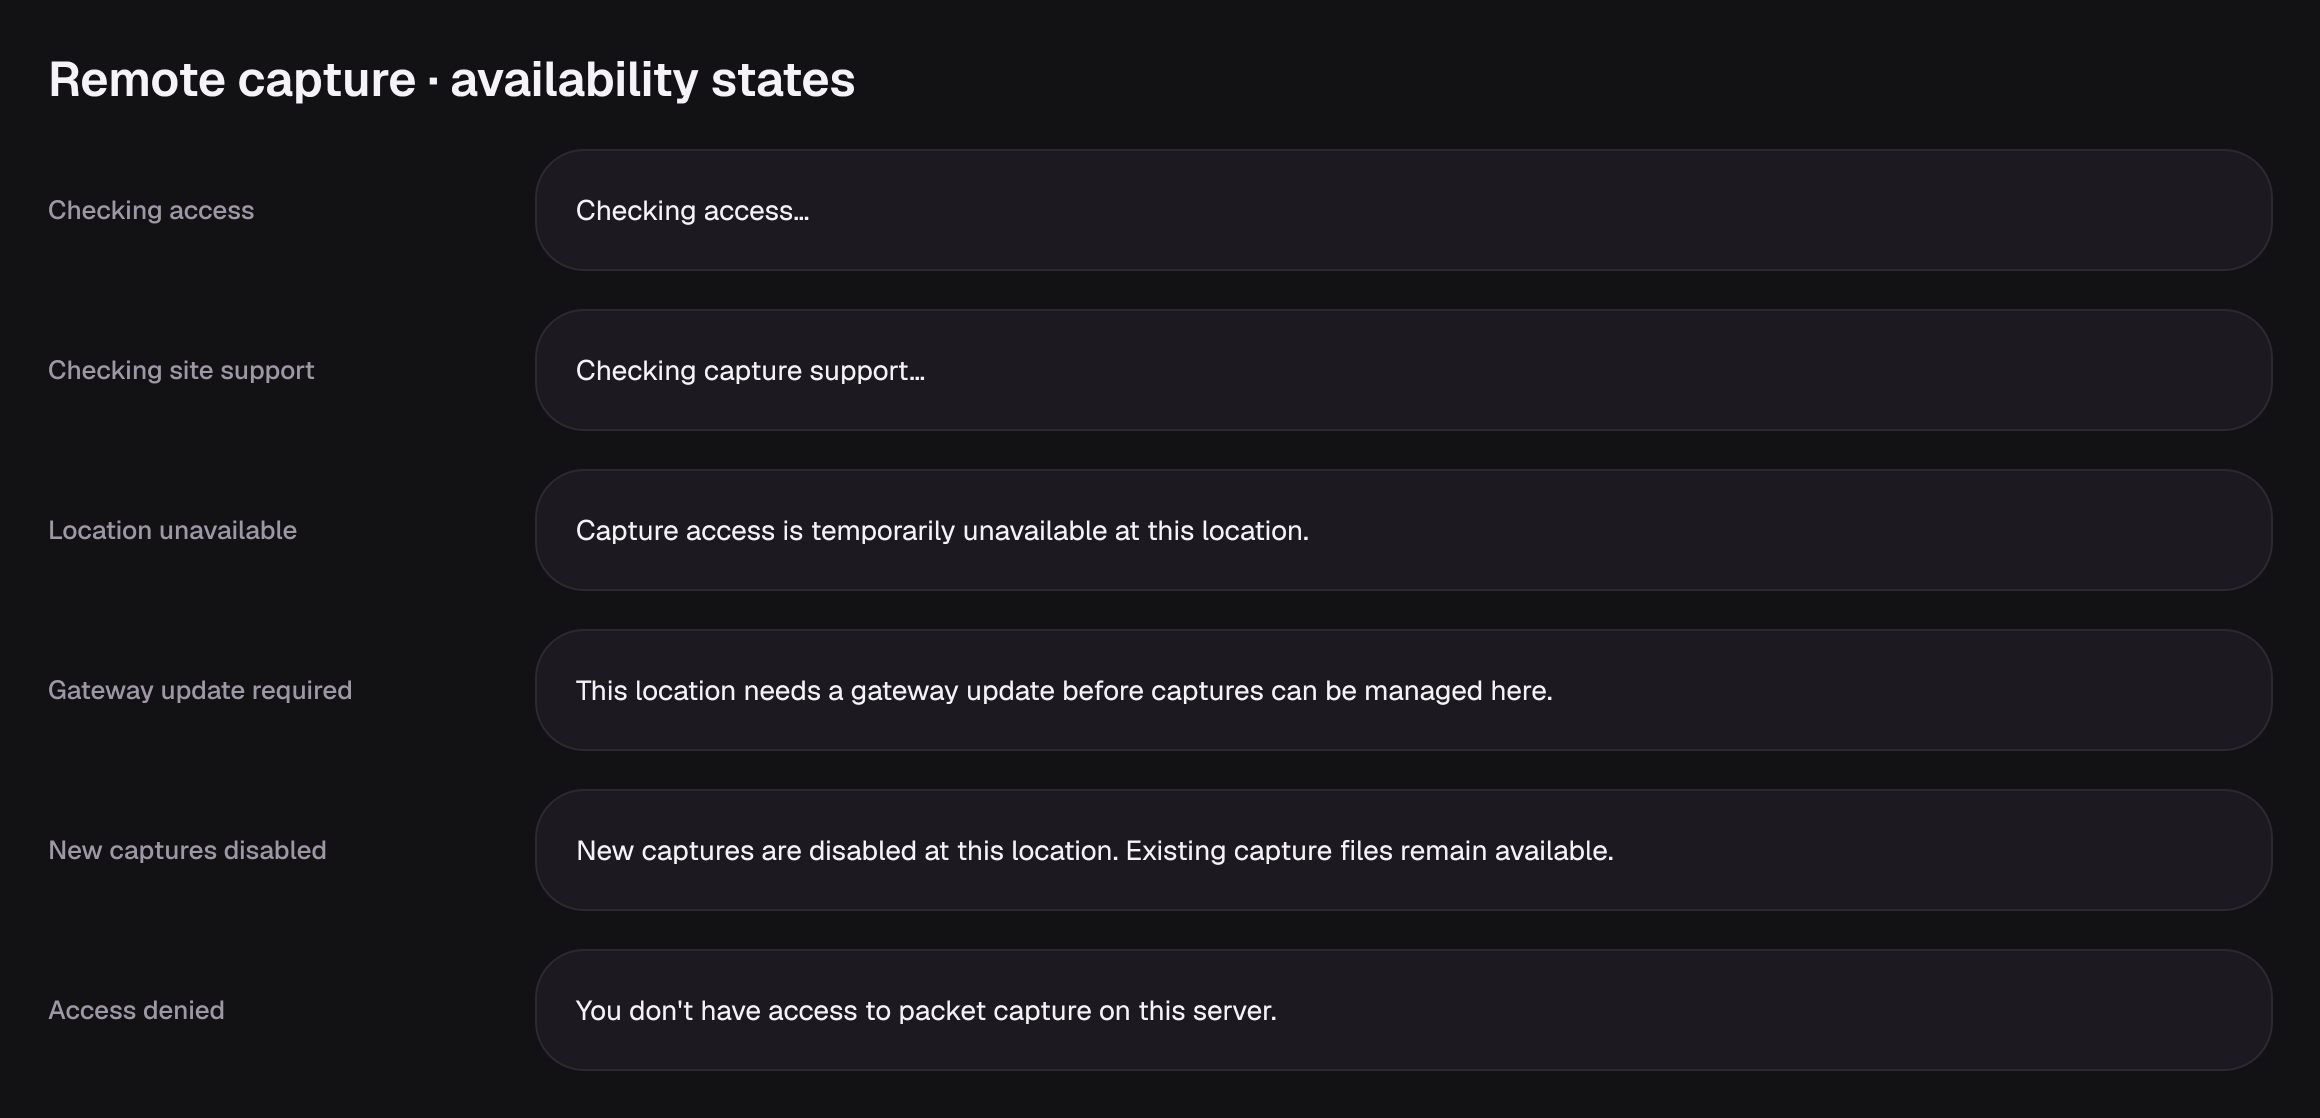 Remote capture · availability states
Checking access
Checking access...
Checking site support
Checking capture support...
Location unavailable
Capture access is temporarily unavailable at this location.
Gateway update required
This location needs a gateway update before captures can be managed here.
New captures disabled
New captures are disabled at this location. Existing capture files remain available.
Access denied
You don't have access to packet capture on this server.